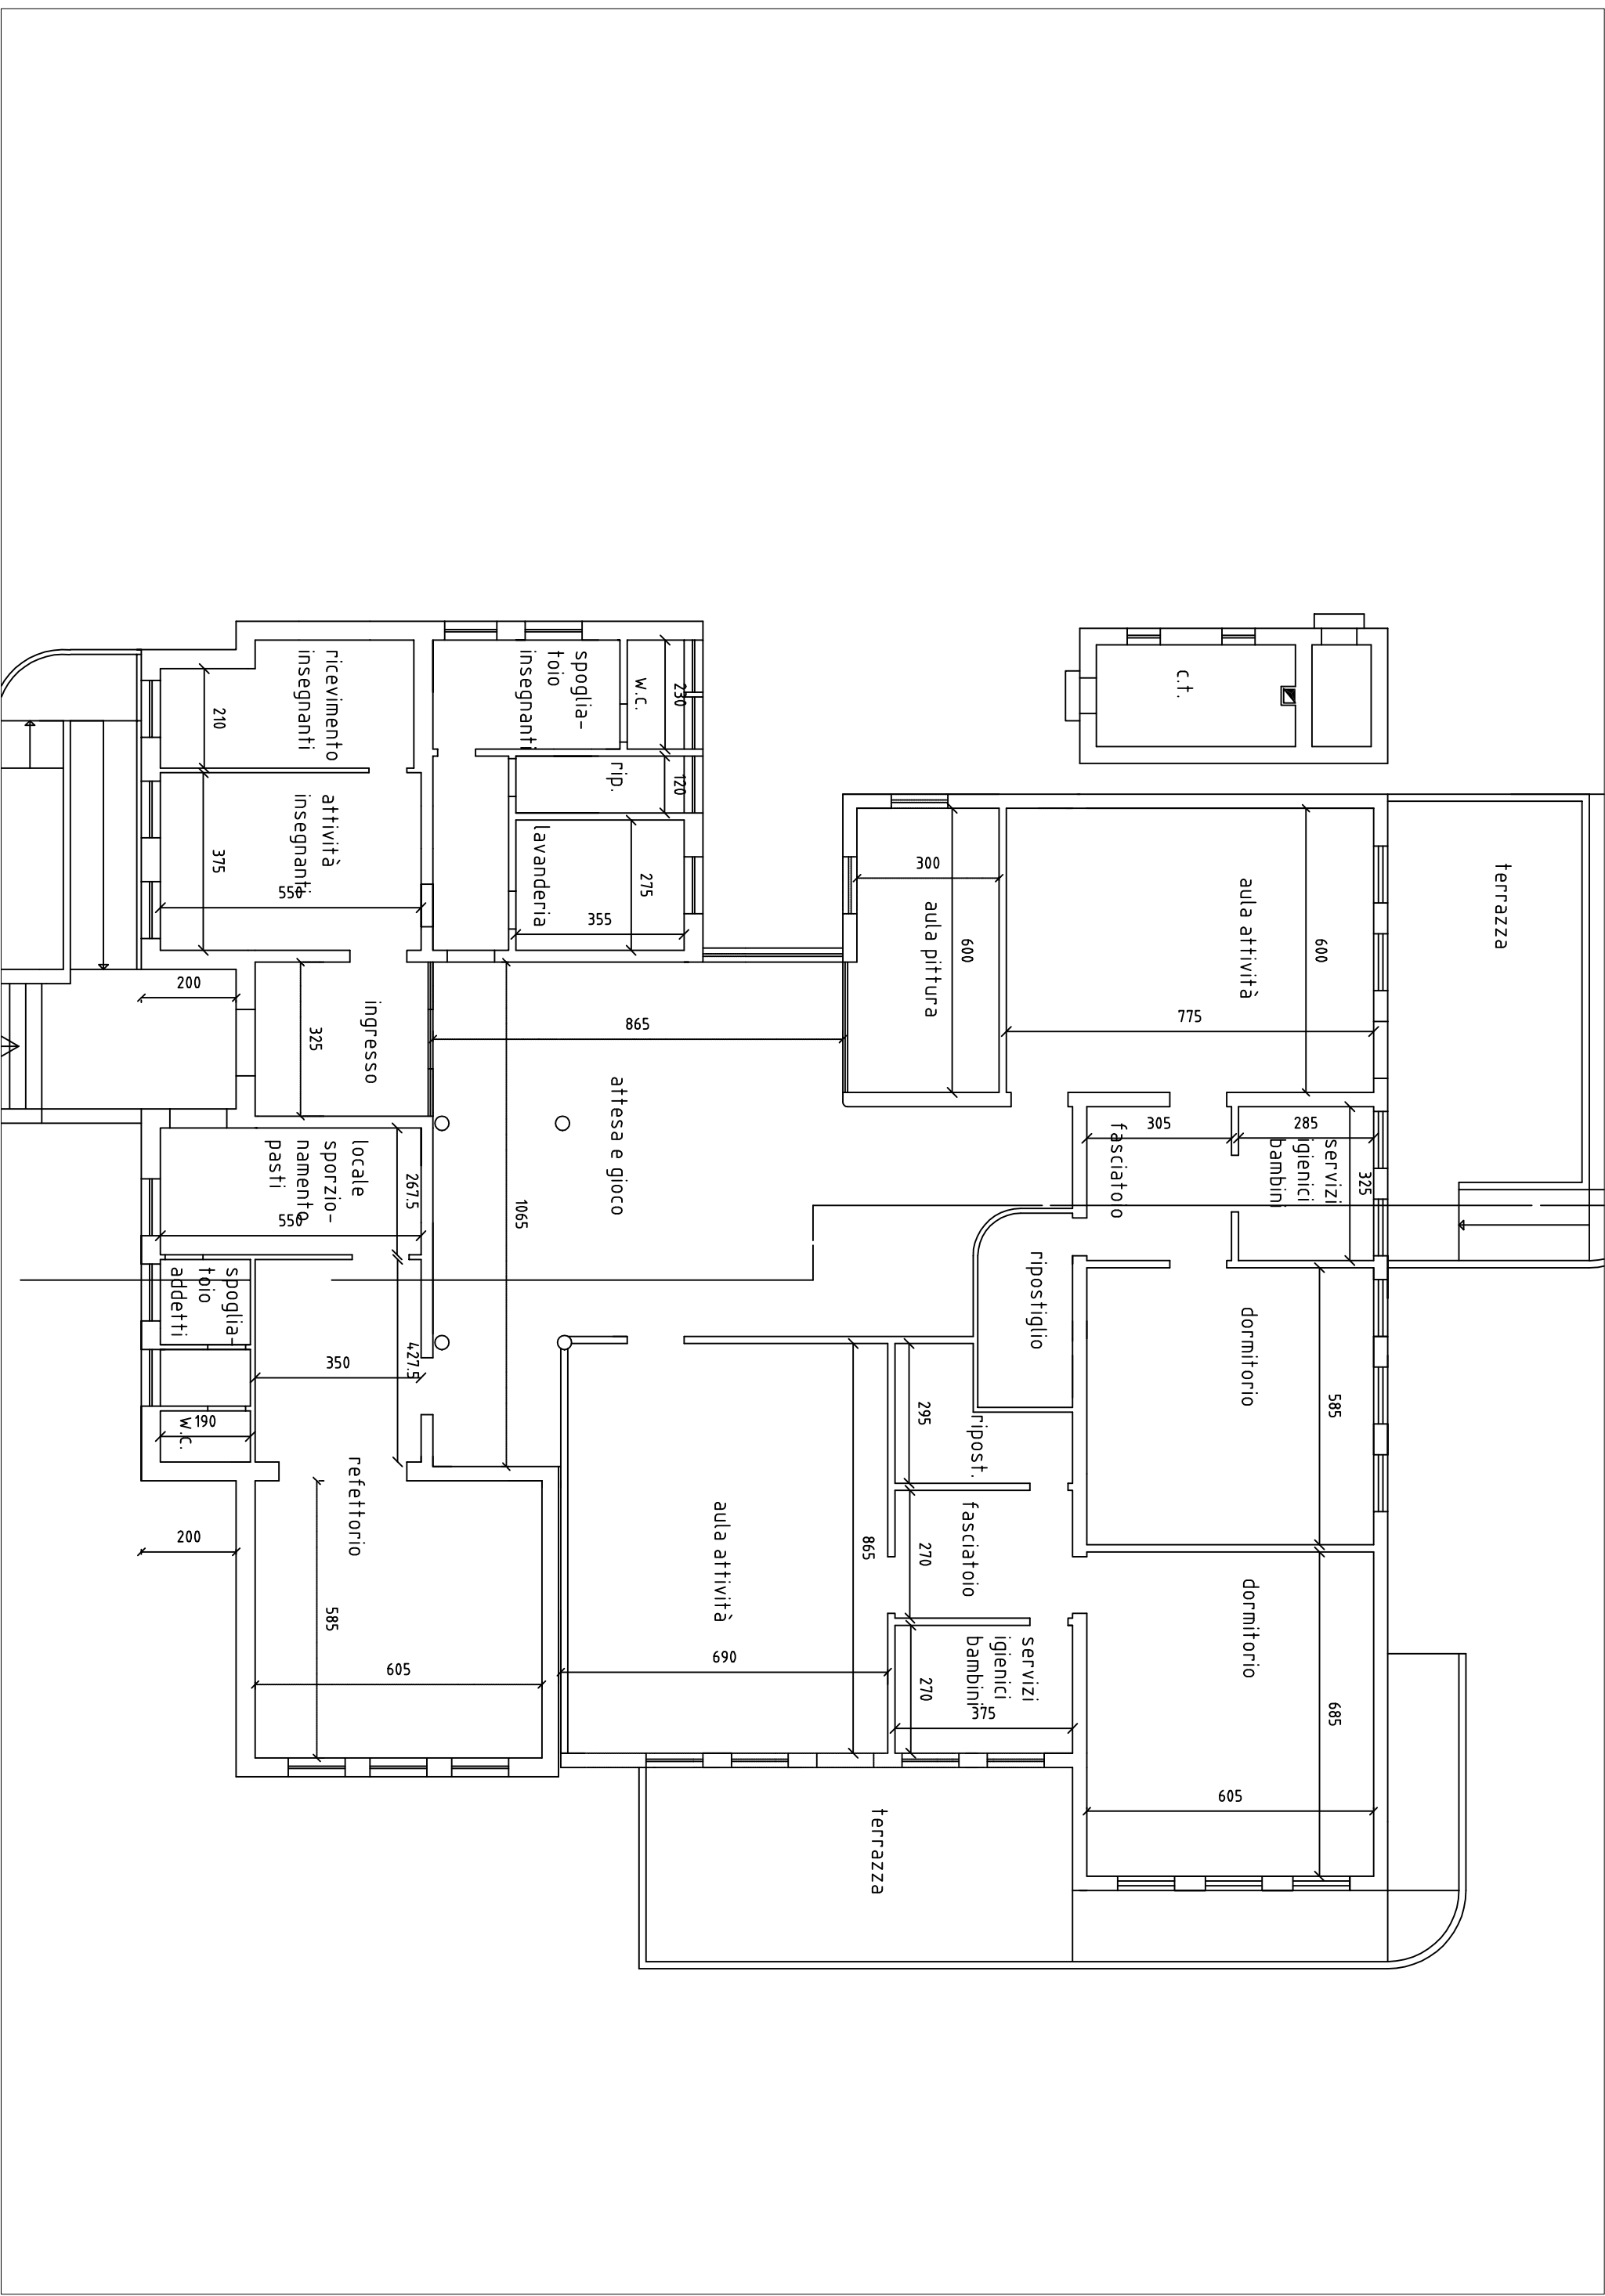 terrazza
c.t.
aula attività
600
775
aula pittura
600
300
servizi
igienici
bambini
325
285
305
fasciatoio
ripostiglio
dormitorio
585
dormitorio
685
605
w.c.
230
spoglia-
toio
insegnanti
rip.
120
lavanderia
275
355
ricevimento
insegnanti
210
attività
insegnanti
375
550
200
ingresso
325
865
attesa e gioco
1065
locale
sporzio-
namento
pasti
267.5
550
spoglia-
toio
addetti
350
427.5
w.c.
190
200
refettorio
585
605
aula attività
865
690
295
ripost.
fasciatoio
270
servizi
igienici
bambini
270
375
terrazza